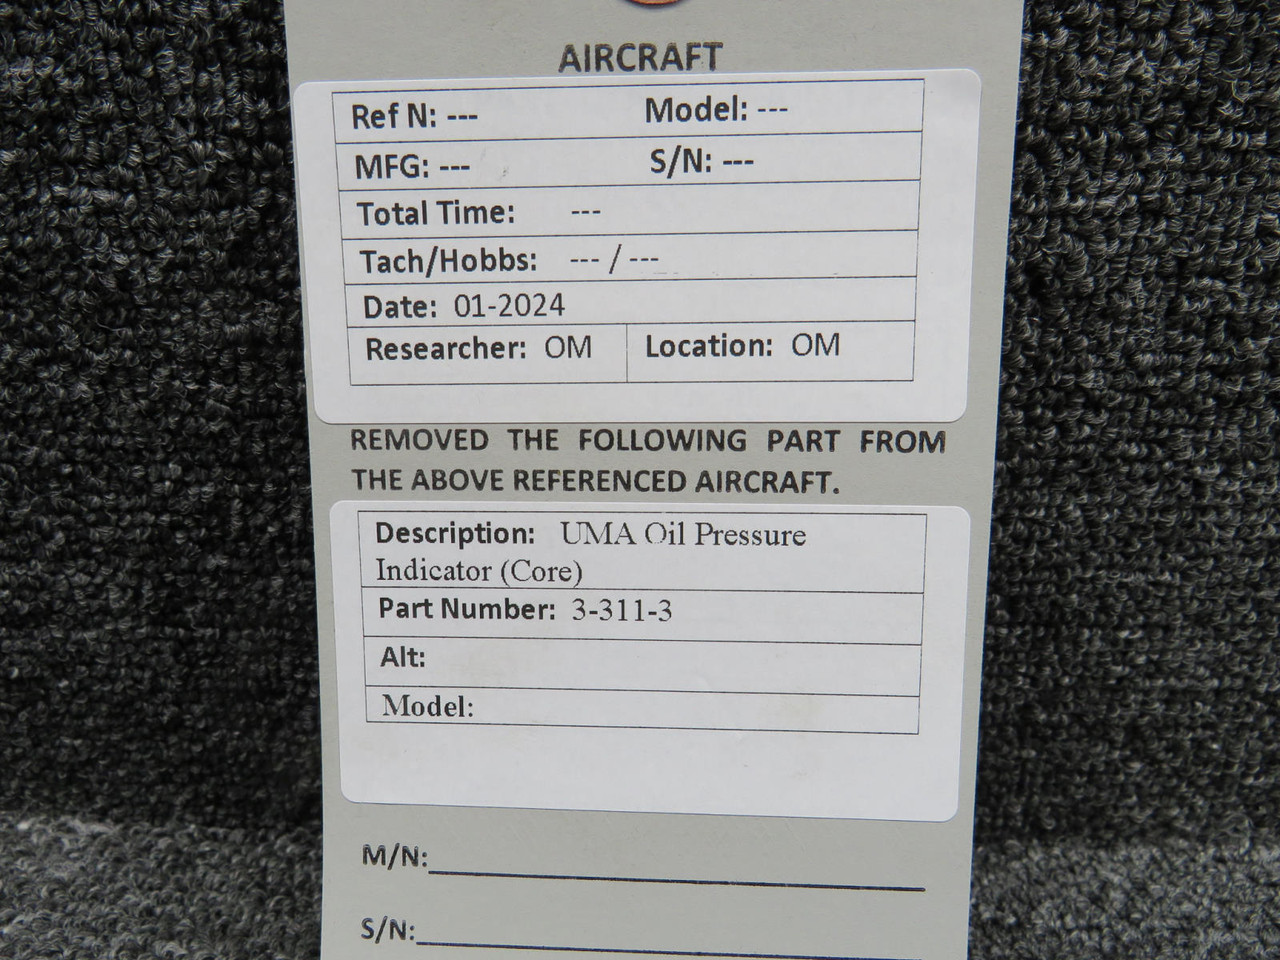 AIRCRAFT
Ref N: --- Model: ---
MFG: --- S/N: ---
Total Time: ---
Tach/Hobbs: --- / ---
Date: 01-2024
Researcher: OM Location: OM
REMOVED THE FOLLOWING PART FROM
THE ABOVE REFERENCED AIRCRAFT.
Description: UMA Oil Pressure
Indicator (Core)
Part Number: 3-311-3
Alt:
Model:
M/N:
S/N: